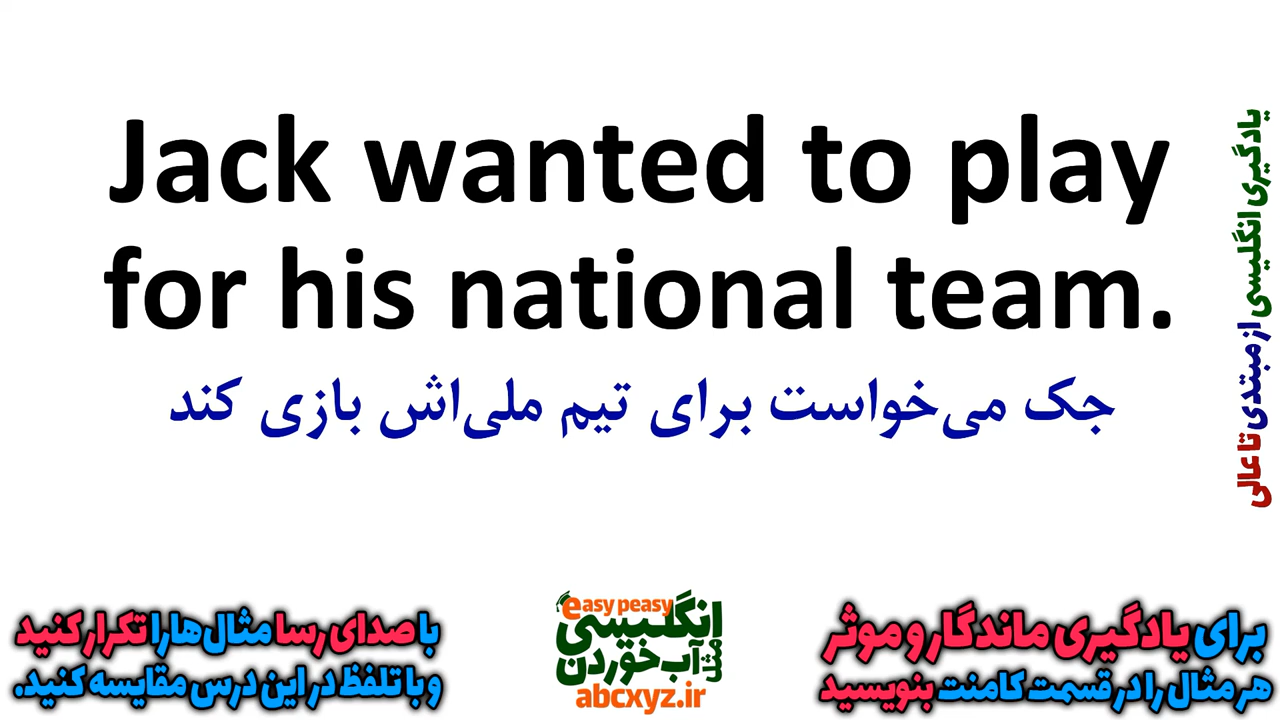 Jack wanted to play
for his national team.
جک می‌خواست برای تیم ملی‌اش بازی کند
یادگیری انگلیسی از مبتدی تا عالی
با صدای رسا مثال‌ها را تکرار کنید
و با تلفظ در این درس مقایسه کنید.
easy peasy
انگلیسی
مثل آب خوردن
abcxyz.ir
برای یادگیری ماندگار و موثر
هر مثال را در قسمت کامنت بنویسید